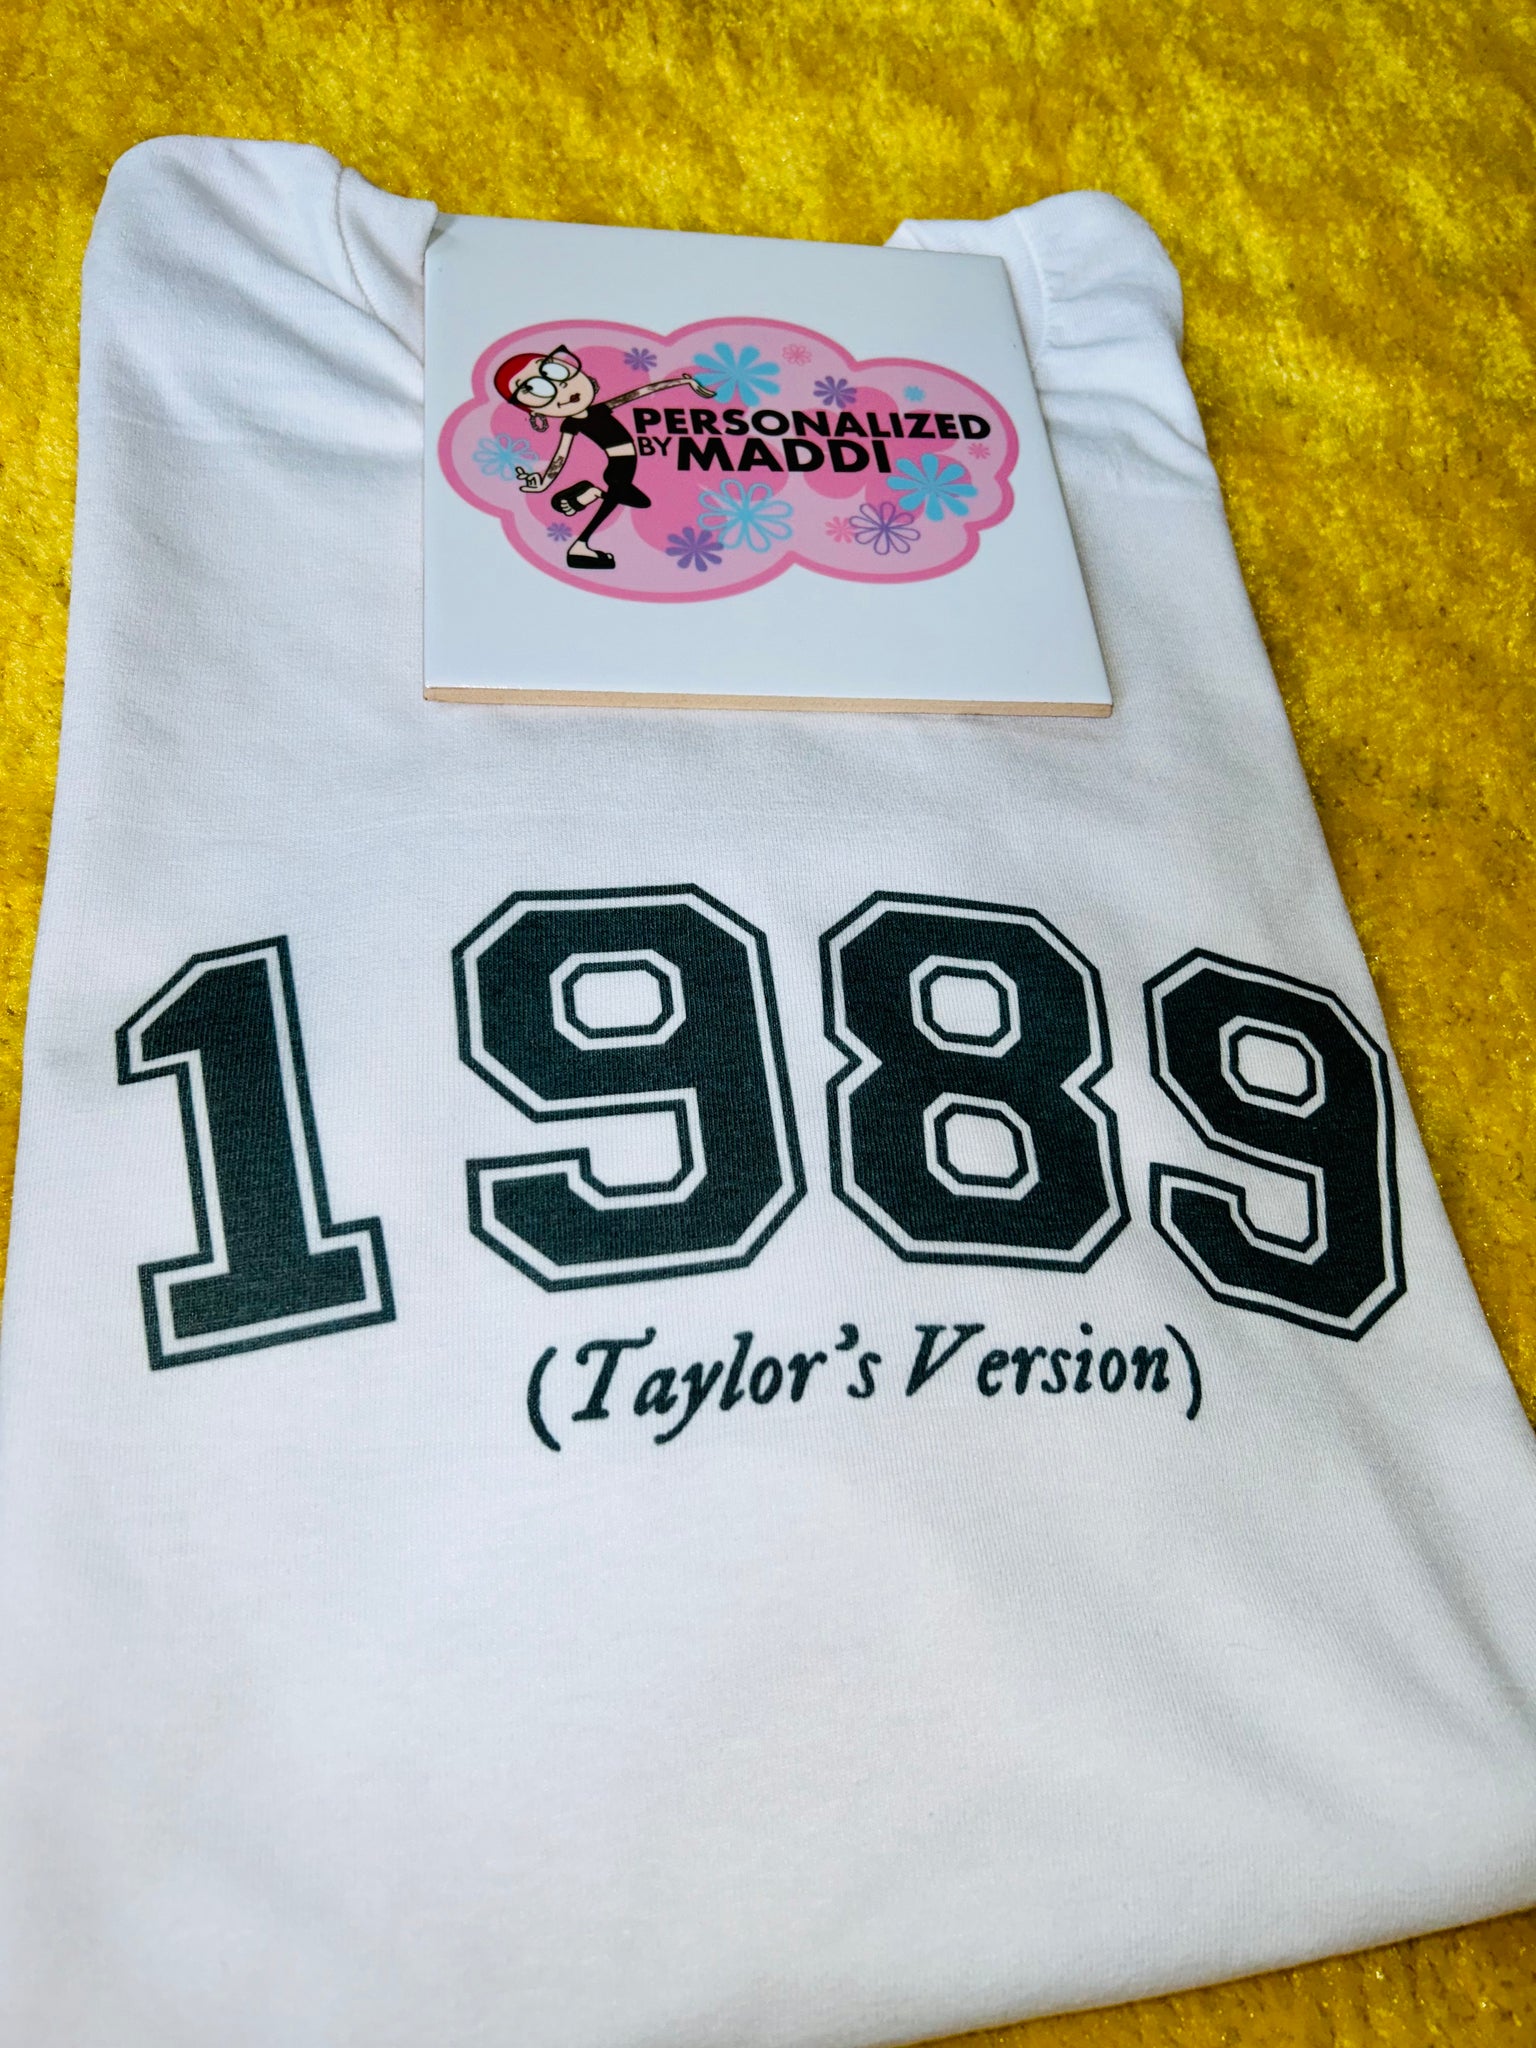 PERSONALIZED
BY MADDI
1989
(Taylor's Version)